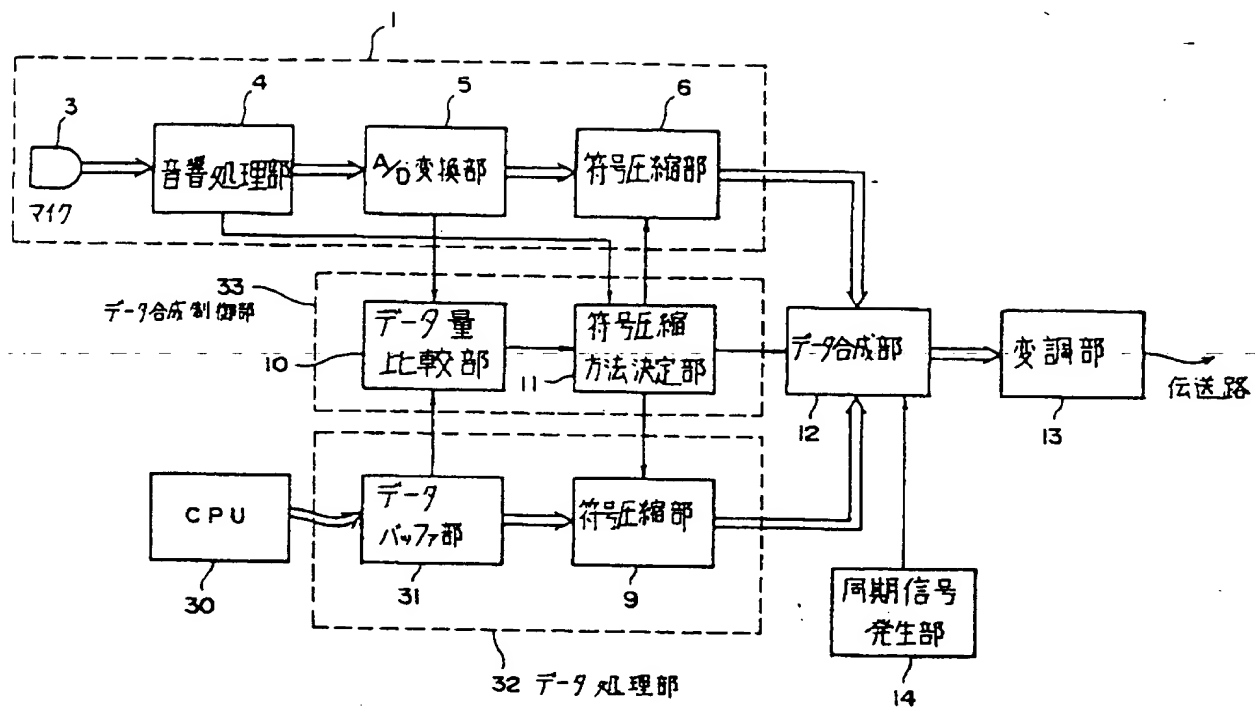 1
3
4
5
6
マイク
音響処理部
A/D変換部
符号圧縮部
33
データ合成制御部
データ量
比較部
10
符号圧縮
方法決定部
11
データ合成部
12
変調部
13
伝送路
CPU
30
データ
バッファ部
31
符号圧縮部
9
同期信号
発生部
14
32 データ処理部